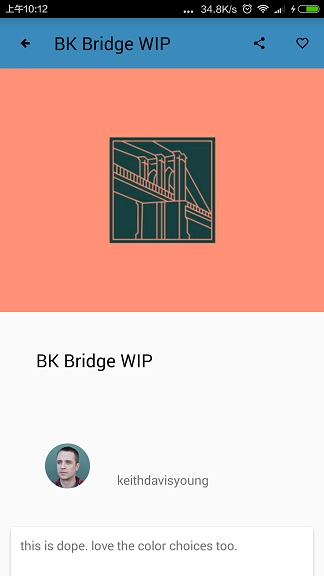 上午10:12 ... 34.8K/s
BK Bridge WIP
BK Bridge WIP
keithdavisyoung
this is dope. love the color choices too.